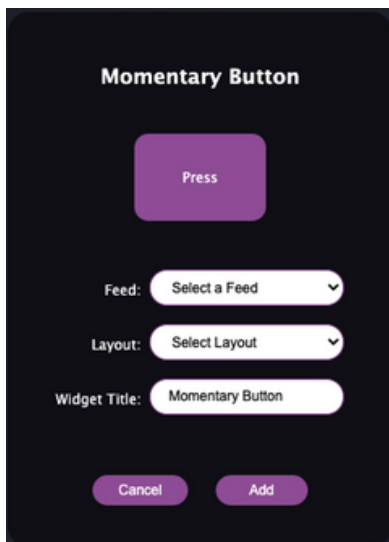 Momentary Button
Press
Feed: Select a Feed
Layout: Select Layout
Widget Title: Momentary Button
Cancel Add